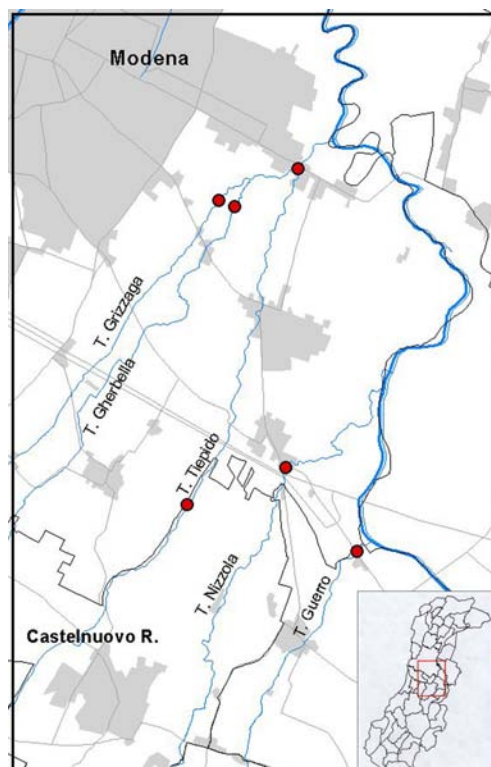 Modena
T. Grizzaga
T. Gherbella
T. Tiepido
T. Nizzola
T. Guerro
Castelnuovo R.